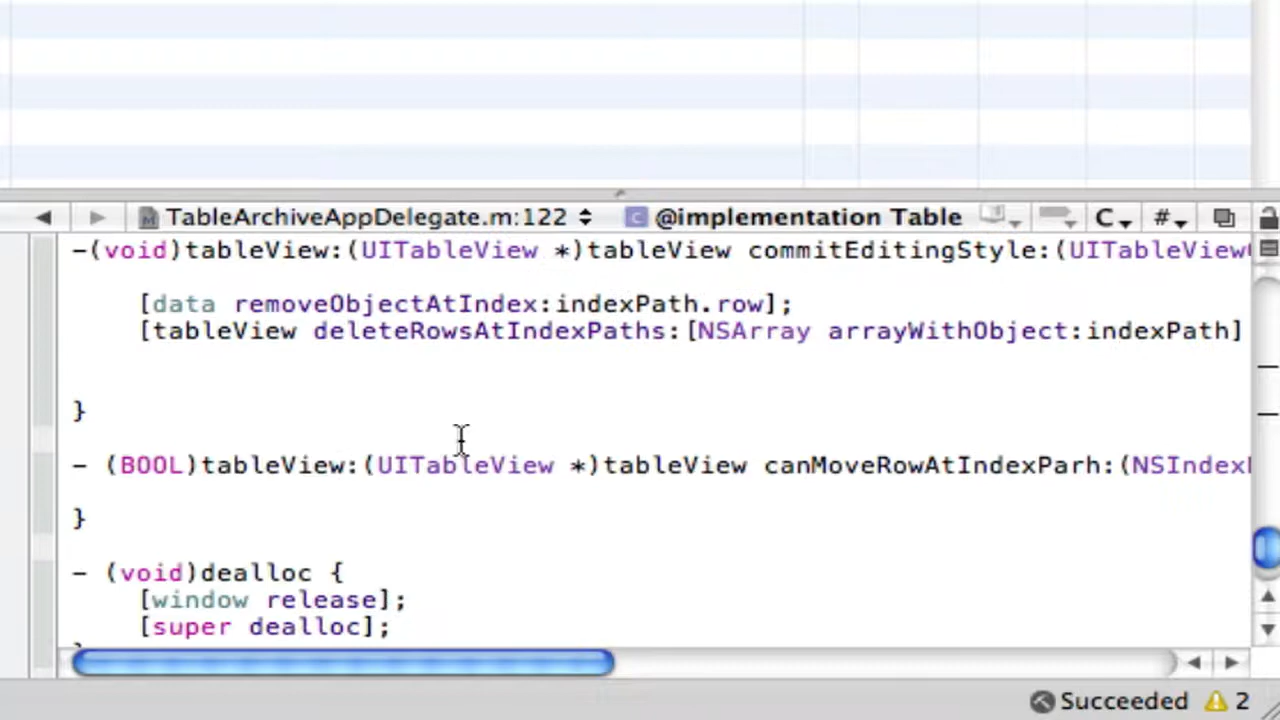 TableArchiveAppDelegate.m:122 @implementation Table C #
-(void)tableView:(UITableView *)tableView commitEditingStyle:(UITableView
[data removeObjectAtIndex:indexPath.row];
[tableView deleteRowsAtIndexPaths:[NSArray arrayWithObject:indexPath]
}
- (BOOL)tableView:(UITableView *)tableView canMoveRowAtIndexParh:(NSIndex
}
- (void)dealloc {
[window release];
[super dealloc];
Succeeded 2